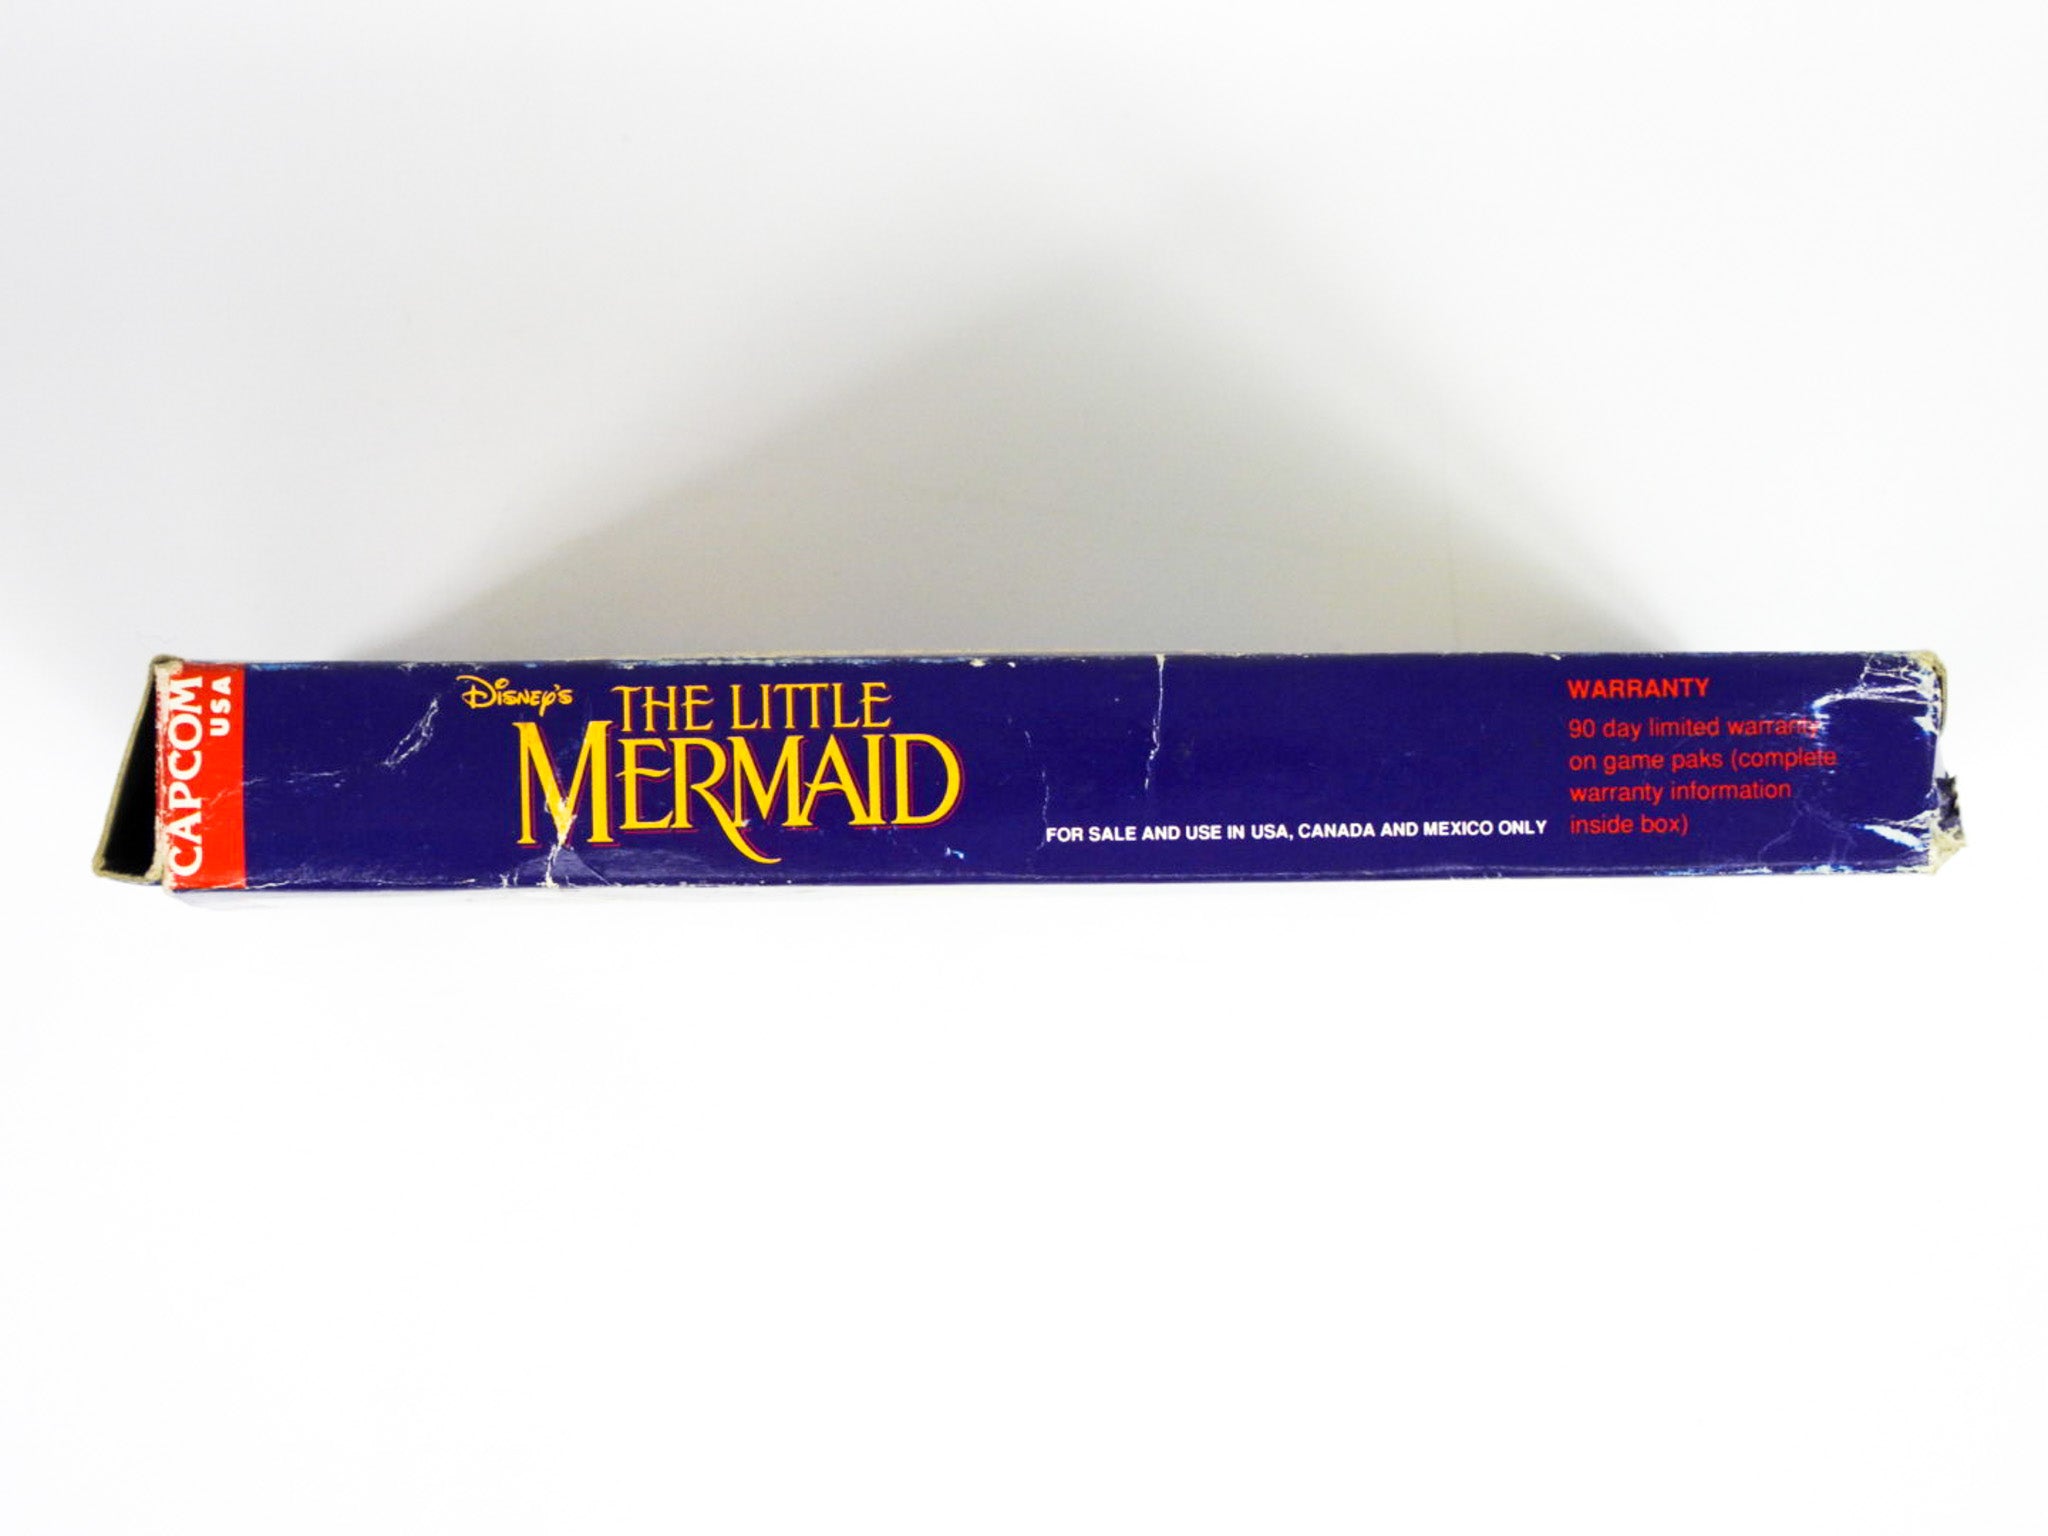 CAPCOM
USA
Disney's
THE LITTLE
MERMAID
FOR SALE AND USE IN USA, CANADA AND MEXICO ONLY
WARRANTY
90 day limited warranty
on game paks (complete
warranty information
inside box)